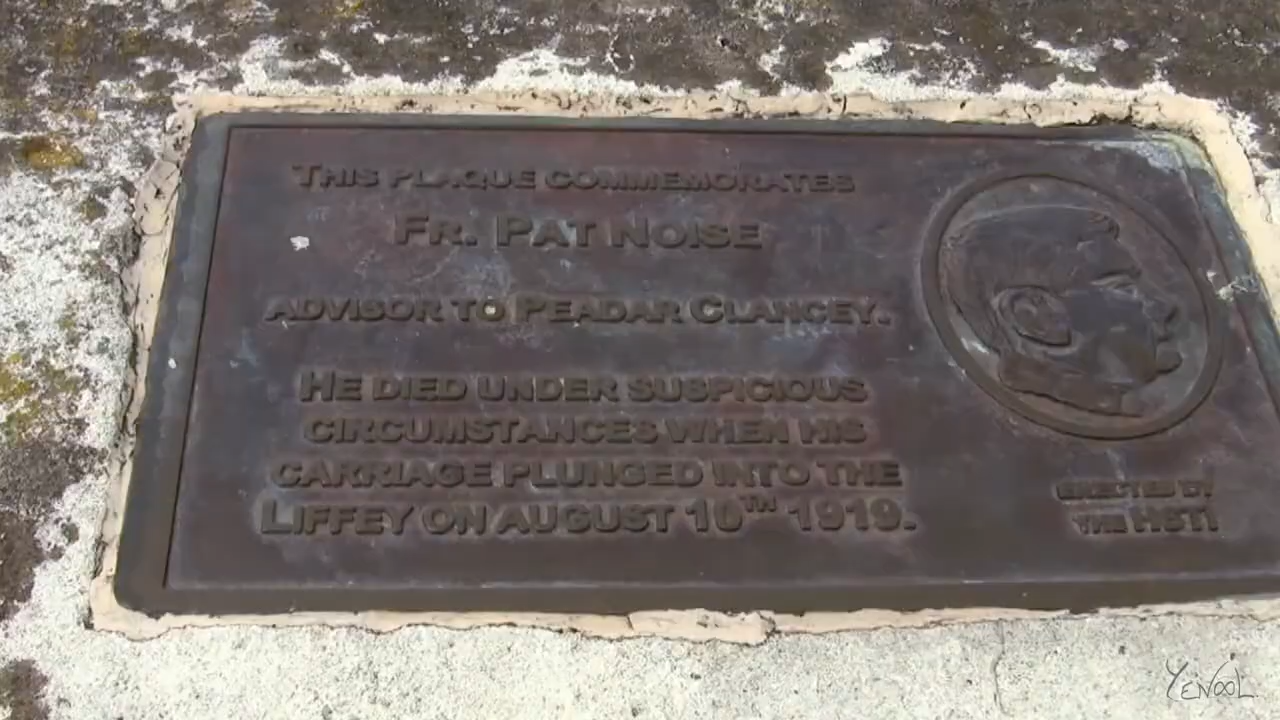 THIS PLAQUE COMMEMORATES
FR. PAT NOISE
ADVISOR TO PEADAR CLANCEY.
HE DIED UNDER SUSPICIOUS
CIRCUMSTANCES WHEN HIS
CARRIAGE PLUNGED INTO THE
LIFFEY ON AUGUST 10TH 1919.
ERECTED BY
THE HSTI
YENOOL